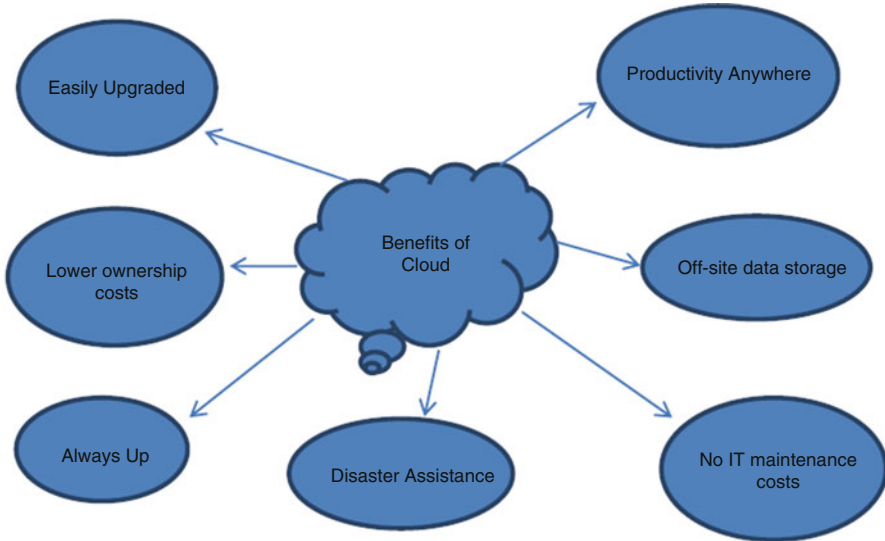 Easily Upgraded
Productivity Anywhere
Benefits of
Cloud
Lower ownership
costs
Off-site data storage
Always Up
Disaster Assistance
No IT maintenance
costs